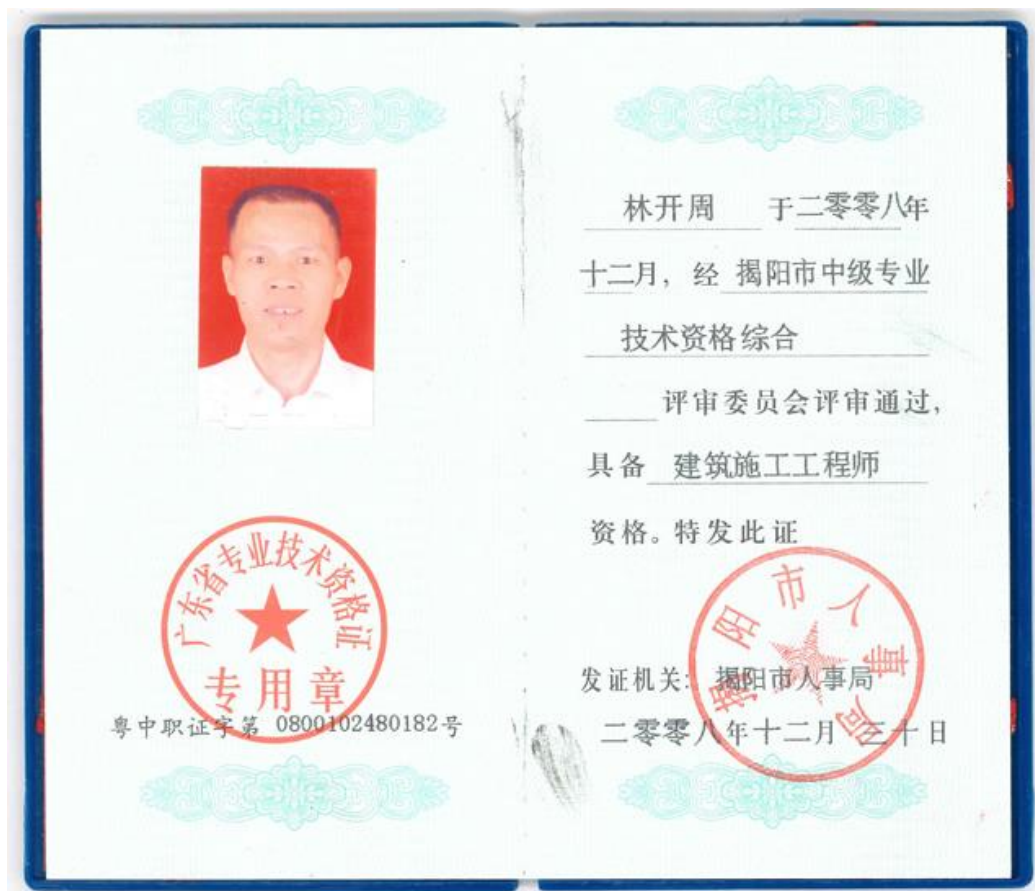 广东省专业技术资格证
专用章
粤中职证字第 0800102480182号
林开周 于二零零八年
十二月，经 揭阳市中级专业
技术资格综合
评审委员会评审通过，
具备 建筑施工工程师
资格。特发此证
揭阳市人事局
发证机关: 揭阳市人事局
二零零八年十二月 三十日